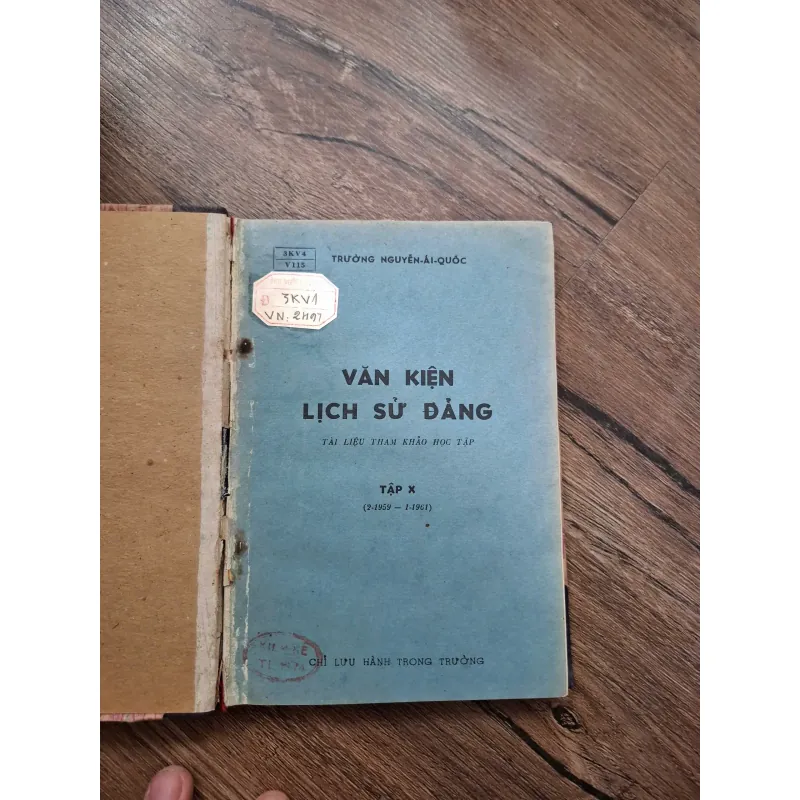 3KV4
V115
TRƯỜNG NGUYỄN-ÁI-QUỐC
Đ 3KV1
VN: 2497
VĂN KIỆN
LỊCH SỬ ĐẢNG
TÀI LIỆU THAM KHẢO HỌC TẬP
TẬP X
(2-1959 — 1-1961)
CHỈ LƯU HÀNH TRONG TRƯỜNG